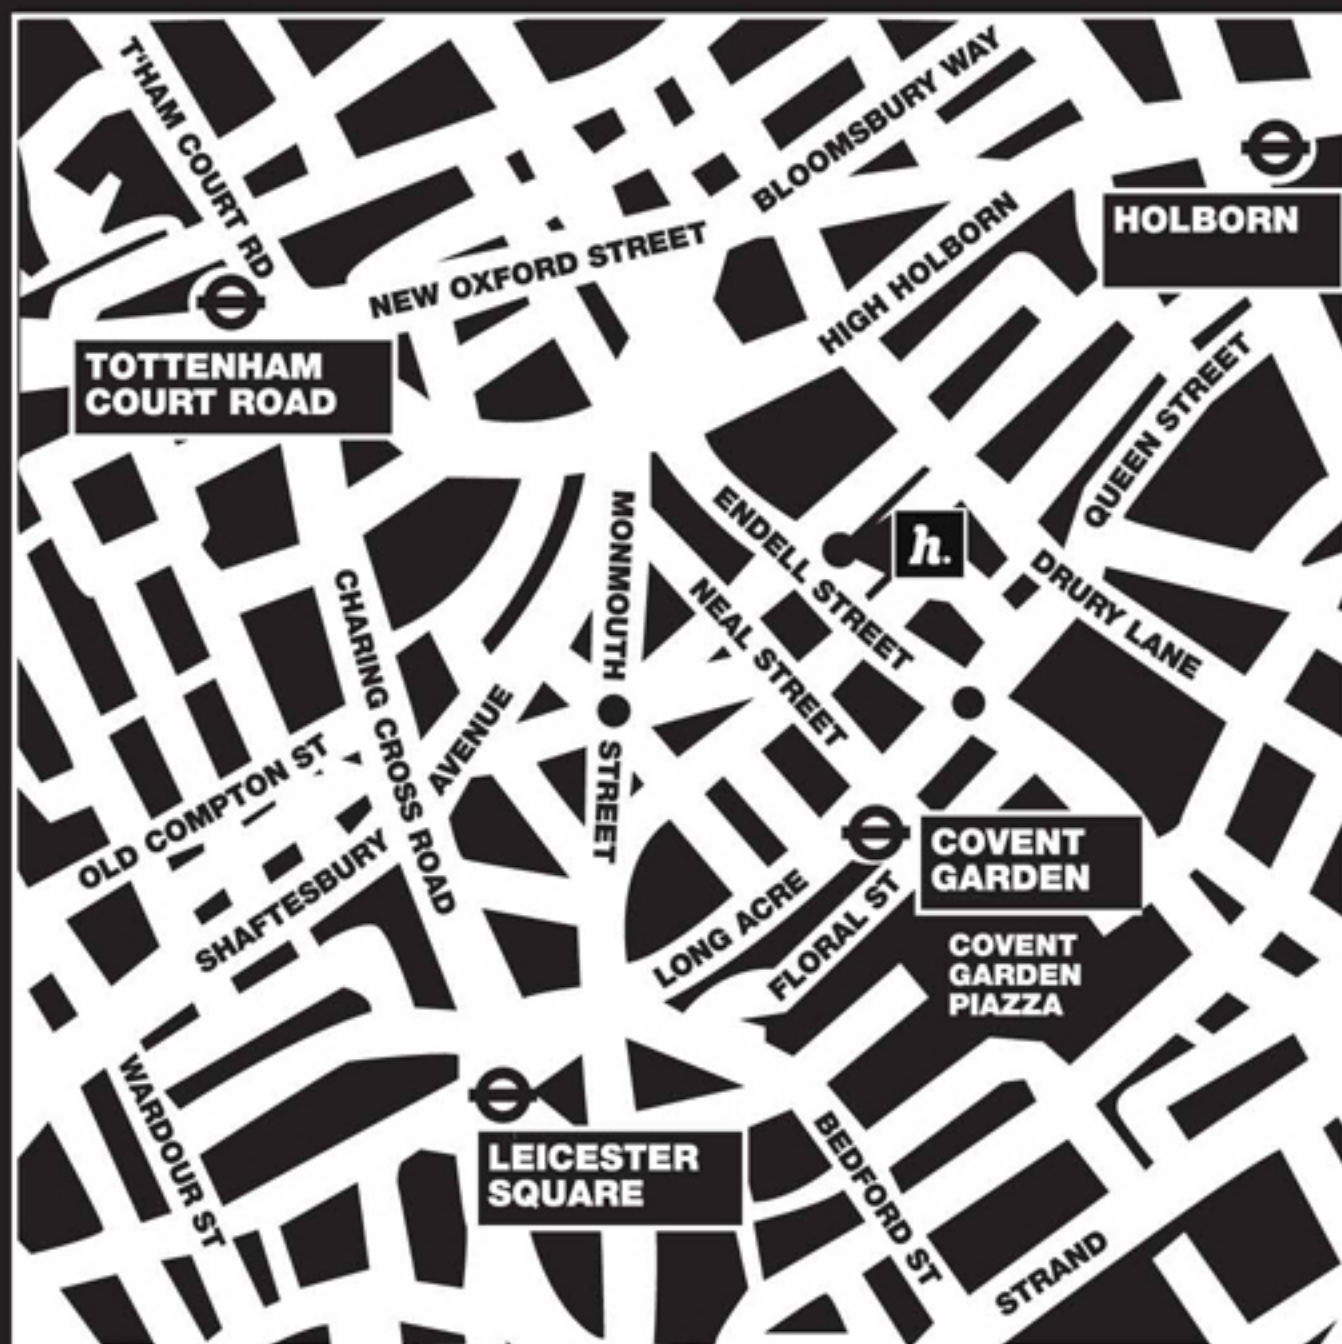 T'HAM COURT RD
BLOOMSBURY WAY
HOLBORN
NEW OXFORD STREET
HIGH HOLBORN
TOTTENHAM
COURT ROAD
QUEEN STREET
MONMOUTH
STREET
ENDELL STREET
h.
DRURY LANE
NEAL STREET
CHARING CROSS ROAD
OLD COMPTON ST
SHAFTESBURY
AVENUE
COVENT
GARDEN
LONG ACRE
FLORAL ST
COVENT
GARDEN
PIAZZA
WARDOUR ST
LEICESTER
SQUARE
BEDFORD ST
STRAND